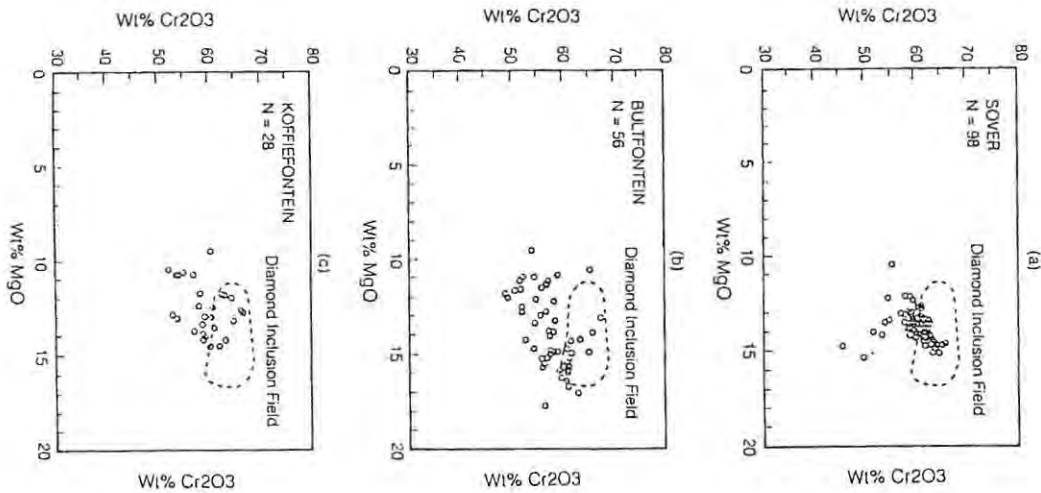 (a)
Wt% Cr2O3
80
70
60
50
40
30
SOVER
N = 98
Diamond Inclusion Field
Wt% Cr2O3
0 5 10 15 20
Wt% MgO
(b)
Wt% Cr2O3
80
70
60
50
40
30
BULTFONTEIN
N = 56
Diamond Inclusion Field
Wt% Cr2O3
0 5 10 15 20
Wt% MgO
(c)
Wt% Cr2O3
80
70
60
50
40
30
KOFFIEFONTEIN
N = 28
Diamond Inclusion Field
Wt% Cr2O3
0 5 10 15 20
Wt% MgO